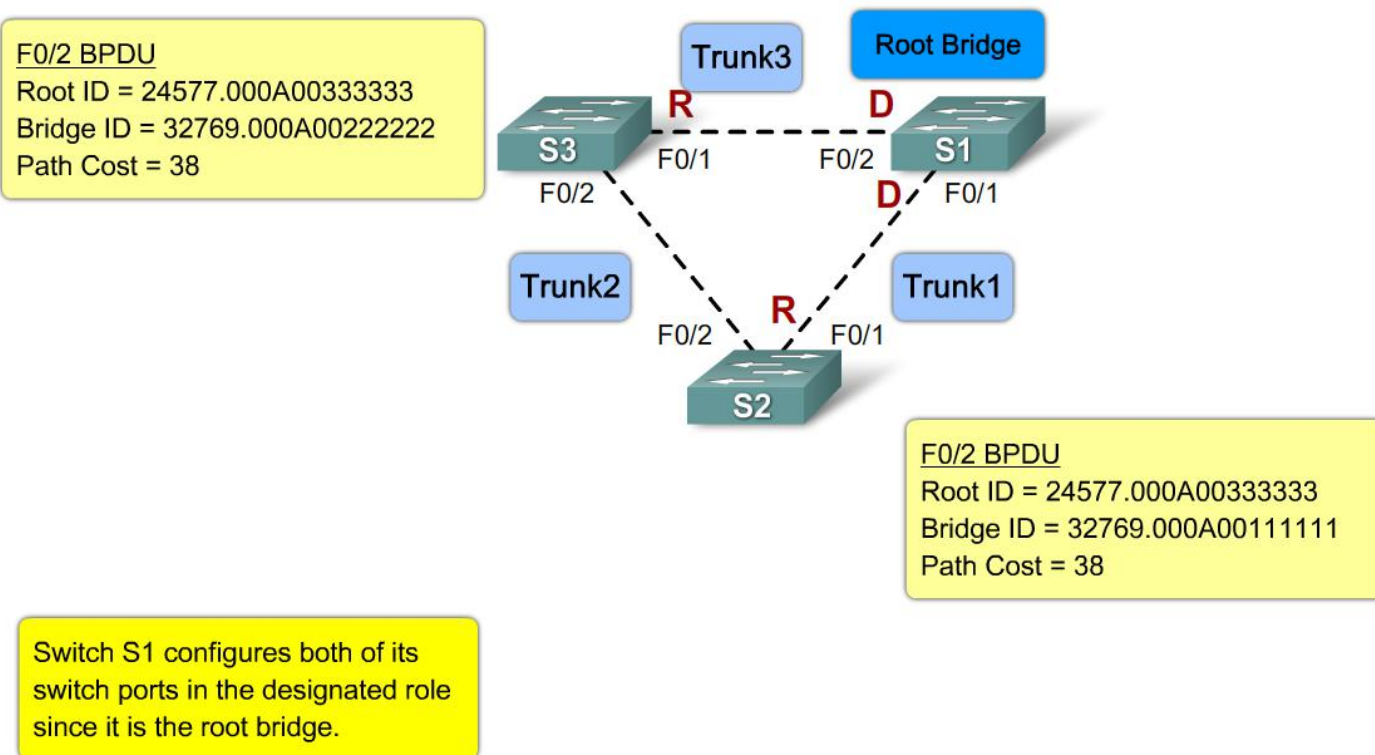 F0/2 BPDU
Root ID = 24577.000A00333333
Bridge ID = 32769.000A00222222
Path Cost = 38
Trunk3
Root Bridge
R
D
S3
S1
F0/1
F0/2
F0/2
D
F0/1
Trunk2
Trunk1
R
F0/2
F0/1
S2
F0/2 BPDU
Root ID = 24577.000A00333333
Bridge ID = 32769.000A00111111
Path Cost = 38
Switch S1 configures both of its
switch ports in the designated role
since it is the root bridge.